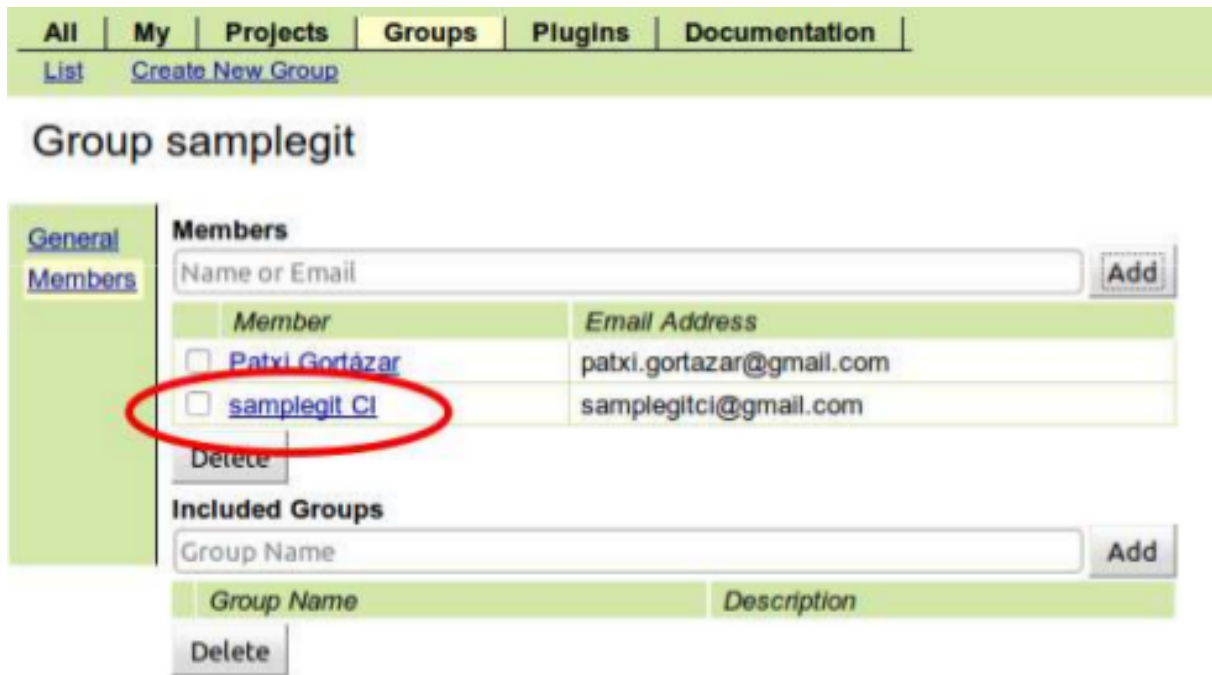 All My Projects Groups Plugins Documentation
List Create New Group
Group samplegit
General
Members
Members
Name or Email Add
Member Email Address
Patxi Gortázar patxi.gortazar@gmail.com
samplegit CI samplegitci@gmail.com
Delete
Included Groups
Group Name Add
Group Name Description
Delete